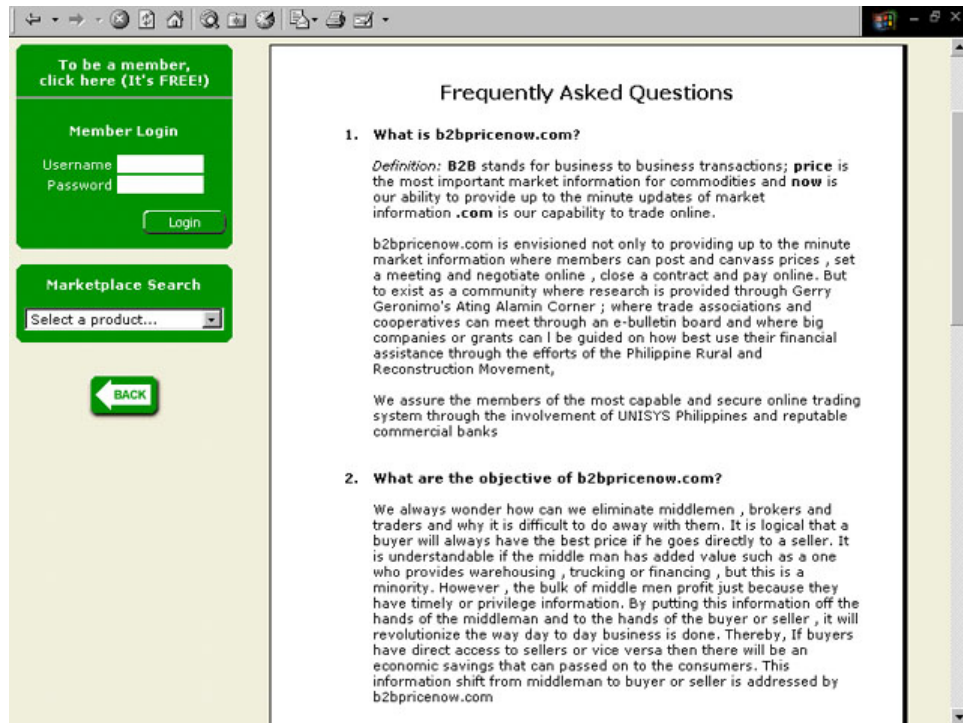 To be a member,
click here (It's FREE!)
Member Login
Username
Password
Login
Marketplace Search
Select a product...
BACK
Frequently Asked Questions
1. What is b2bpricenow.com?
Definition: B2B stands for business to business transactions; price is
the most important market information for commodities and now is
our ability to provide up to the minute updates of market
information .com is our capability to trade online.
b2bpricenow.com is envisioned not only to providing up to the minute
market information where members can post and canvass prices , set
a meeting and negotiate online , close a contract and pay online. But
to exist as a community where research is provided through Gerry
Geronimo's Ating Alamin Corner ; where trade associations and
cooperatives can meet through an e-bulletin board and where big
companies or grants can l be guided on how best use their financial
assistance through the efforts of the Philippine Rural and
Reconstruction Movement,
We assure the members of the most capable and secure online trading
system through the involvement of UNISYS Philippines and reputable
commercial banks
2. What are the objective of b2bpricenow.com?
We always wonder how can we eliminate middlemen , brokers and
traders and why it is difficult to do away with them. It is logical that a
buyer will always have the best price if he goes directly to a seller. It
is understandable if the middle man has added value such as a one
who provides warehousing , trucking or financing , but this is a
minority. However , the bulk of middle men profit just because they
have timely or privilege information. By putting this information off the
hands of the middleman and to the hands of the buyer or seller , it will
revolutionize the way day to day business is done. Thereby, If buyers
have direct access to sellers or vice versa then there will be an
economic savings that can passed on to the consumers. This
information shift from middleman to buyer or seller is addressed by
b2bpricenow.com